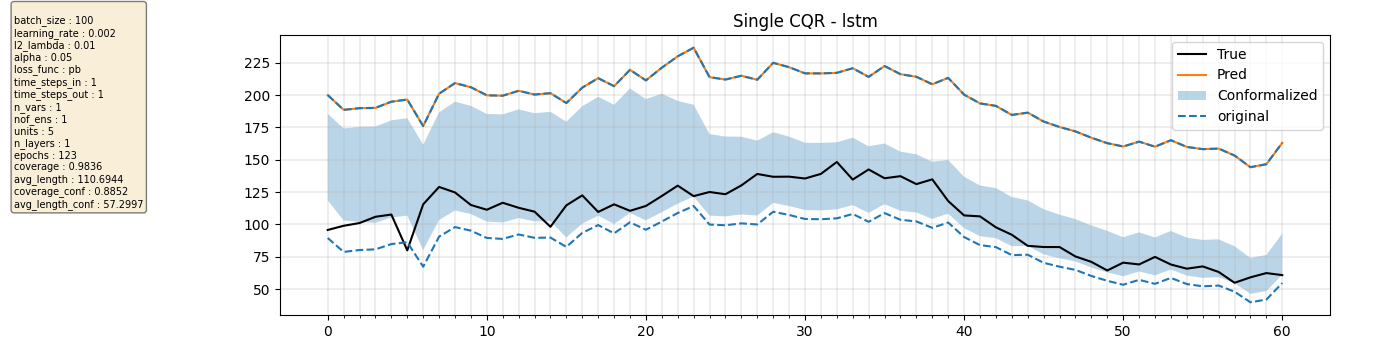 batch_size : 100
learning_rate : 0.002
l2_lambda : 0.01
alpha : 0.05
loss_func : pb
time_steps_in : 1
time_steps_out : 1
n_vars : 1
nof_ens : 1
units : 5
n_layers : 1
epochs : 123
coverage : 0.9836
avg_length : 110.6944
coverage_conf : 0.8852
avg_length_conf : 57.2997
Single CQR - lstm
True
Pred
Conformalized
original
225
200
175
150
125
100
75
50
0 10 20 30 40 50 60